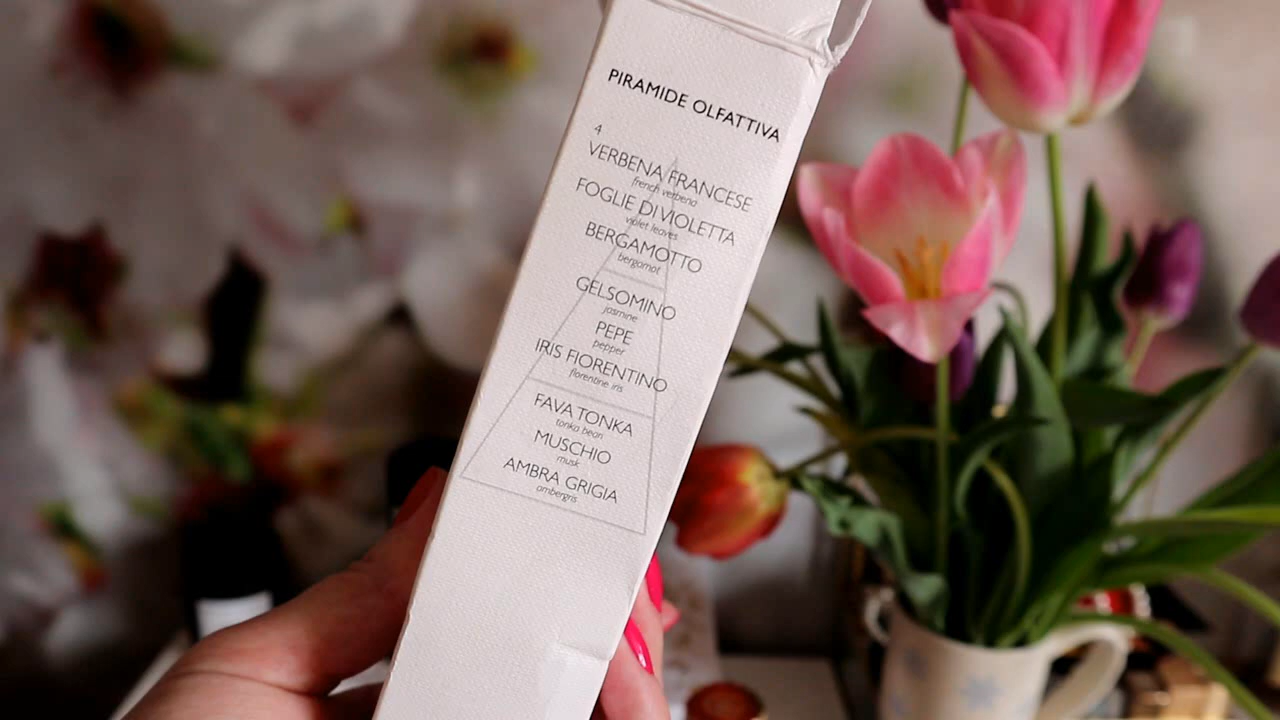 PIRAMIDE OLFATTIVA
4
VERBENA FRANCESE
french verbena
FOGLIE DI VIOLETTA
violet leaves
BERGAMOTTO
bergamot
GELSOMINO
jasmine
PEPE
pepper
IRIS FIORENTINO
florentine iris
FAVA TONKA
tonka bean
MUSCHIO
musk
AMBRA GRIGIA
ambergris